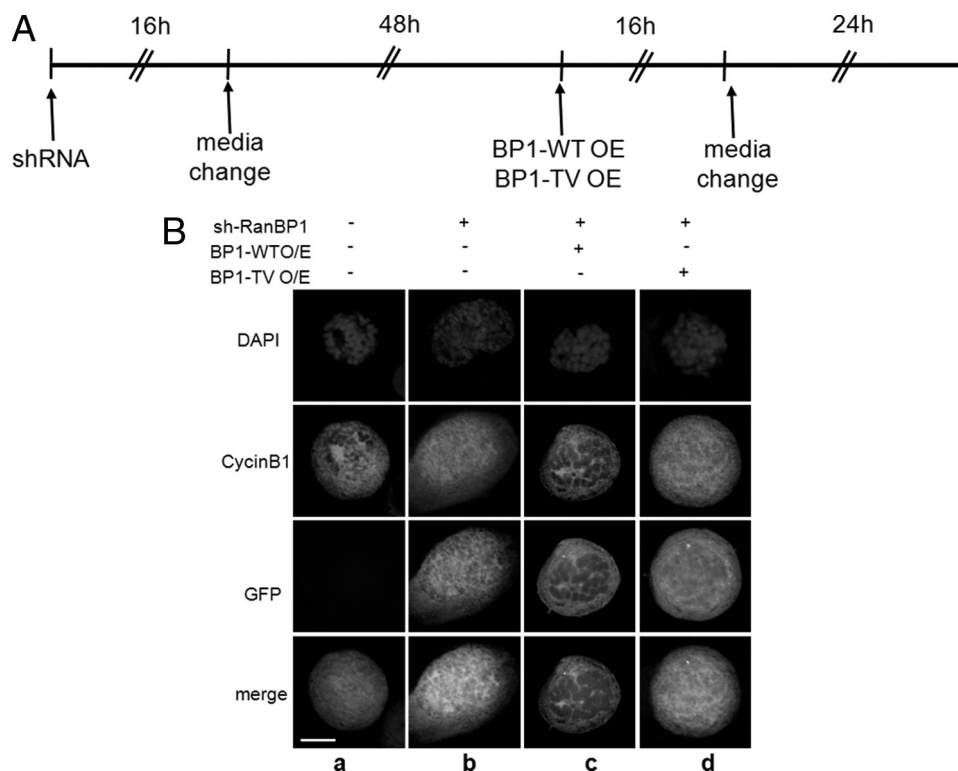 A
16h 48h 16h 24h
shRNA
media
change
BP1-WT OE
BP1-TV OE
media
change
B
sh-RanBP1 - + + +
BP1-WTO/E - - + -
BP1-TV O/E - - - +
DAPI
CycinB1
GFP
merge
a b c d